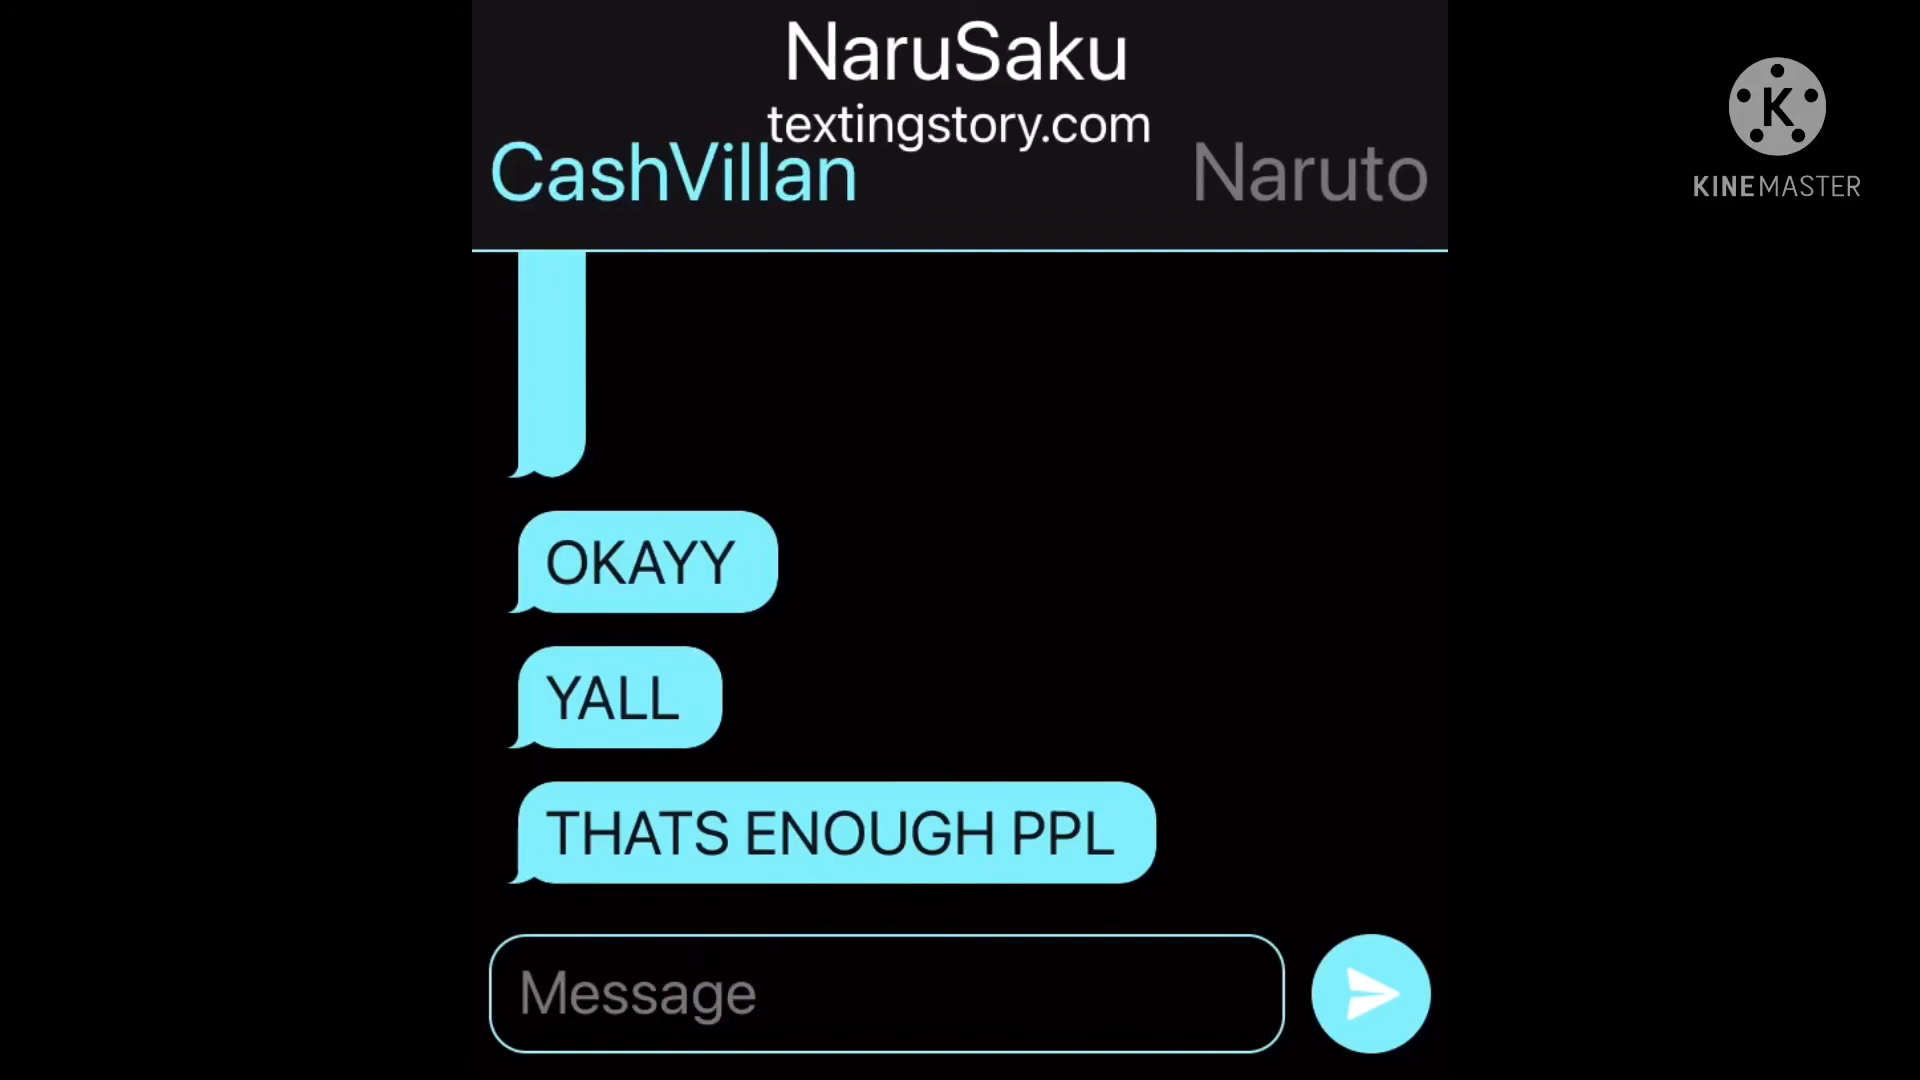 NaruSaku
textingstory.com
CashVillan
Naruto
K
KINEMASTER
OKAYY
YALL
THATS ENOUGH PPL
Message